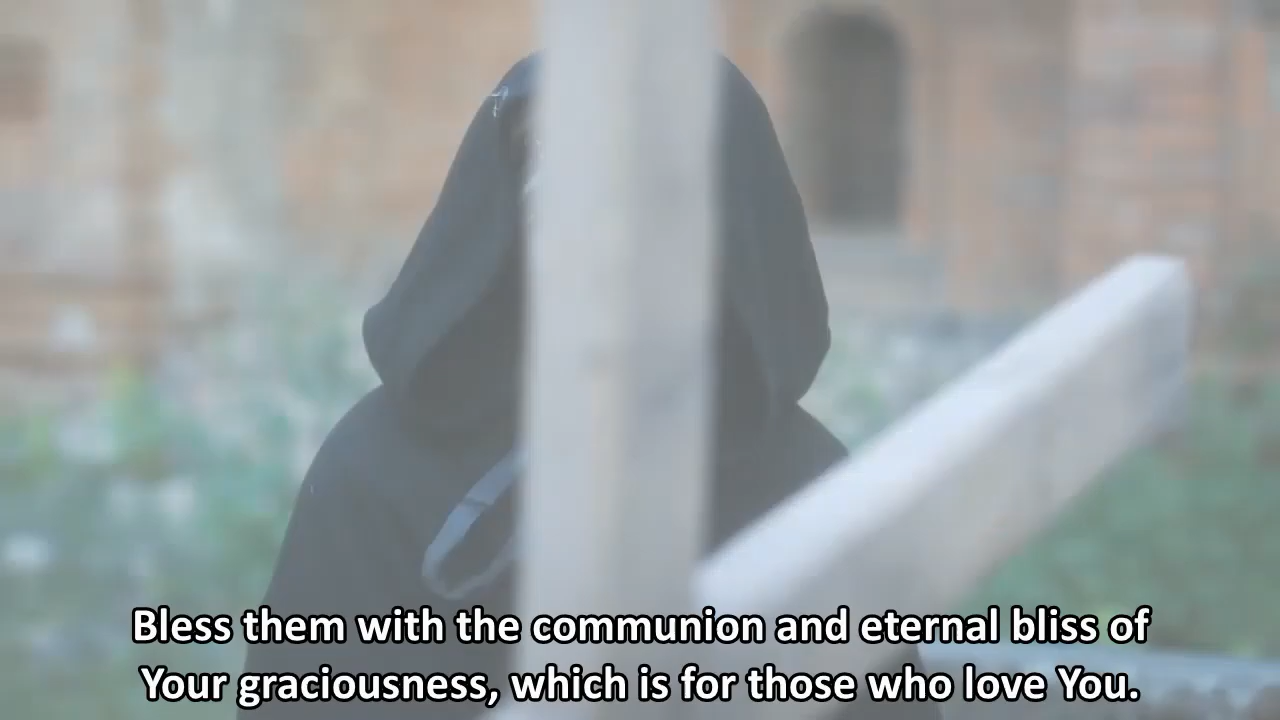 Bless them with the communion and eternal bliss of
Your graciousness, which is for those who love You.